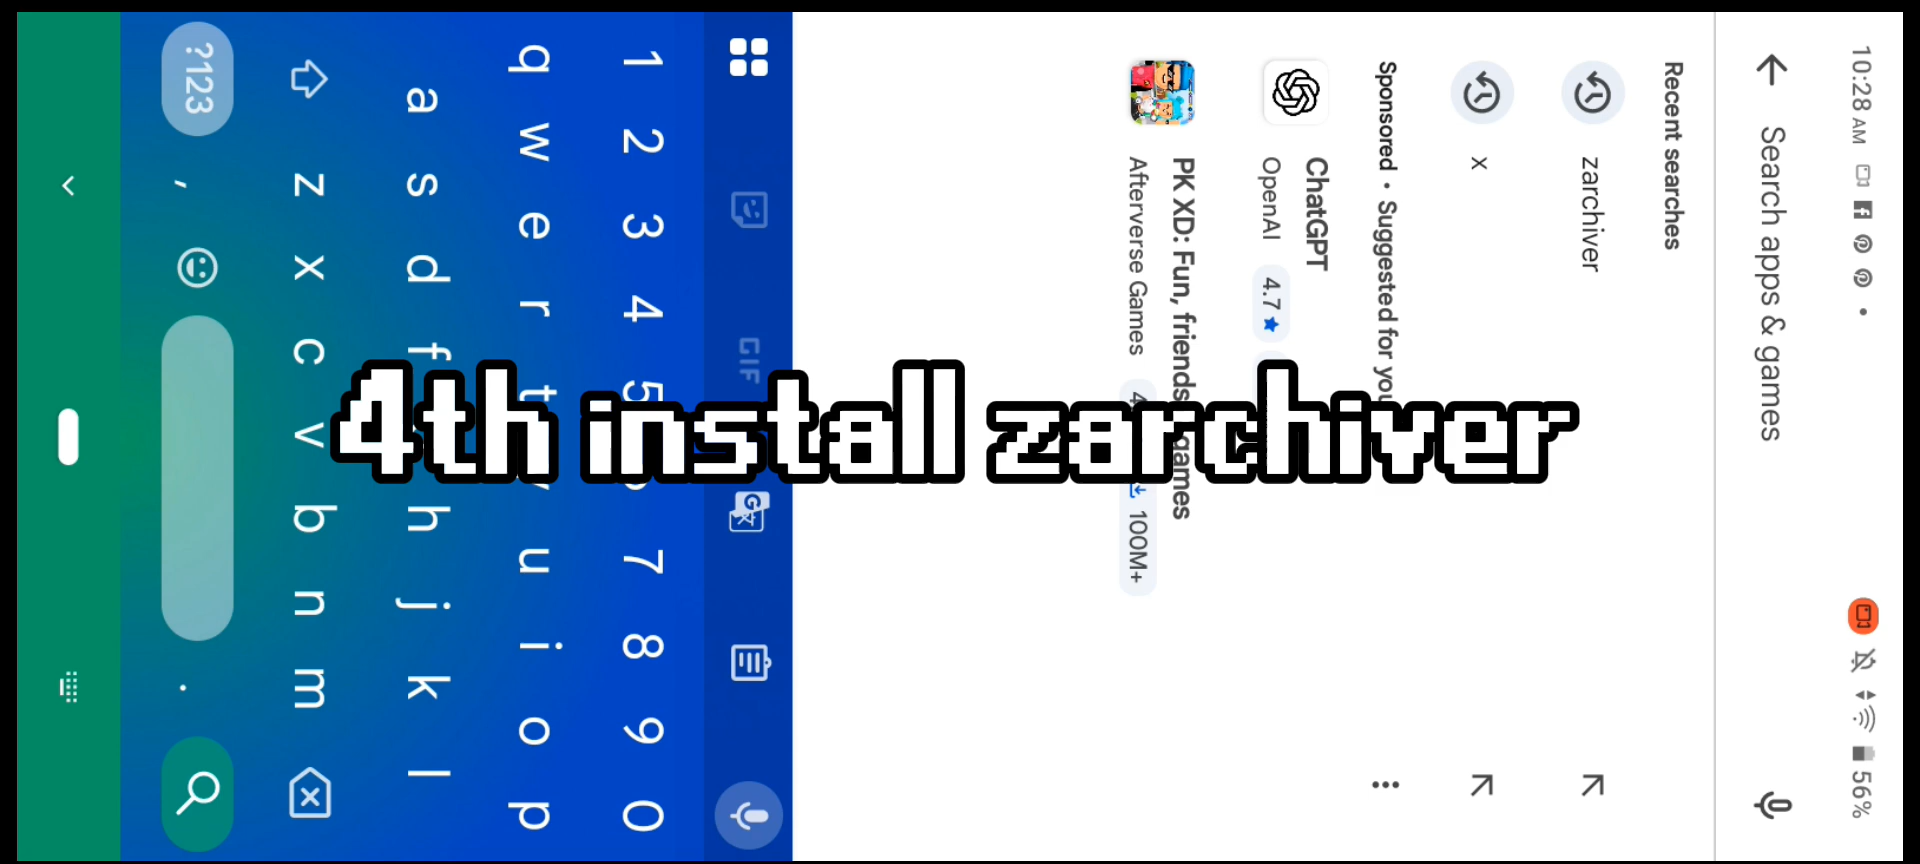 10:28 AM
56%
Search apps & games
Recent searches
zarchiver
x
Sponsored • Suggested for you
ChatGPT
OpenAI 4.7
PK XD: Fun, friends games
Afterverse Games 100M+
4th install zarchiver
GIF
1 2 3 4 5 7 8 9 0
q w e r t u i o p
a s d f h j k l
z x c v b n m
?123 , .